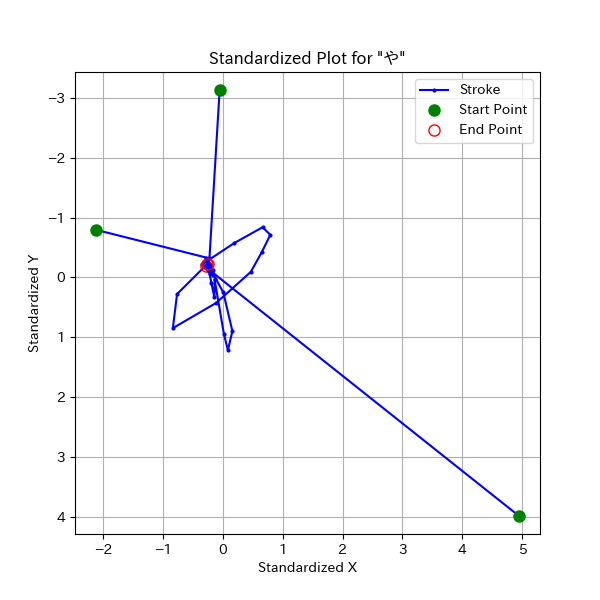 Standardized Plot for "や"
Stroke
Start Point
End Point
Standardized Y
−3
−2
−1
0
1
2
3
4
−2 −1 0 1 2 3 4 5
Standardized X